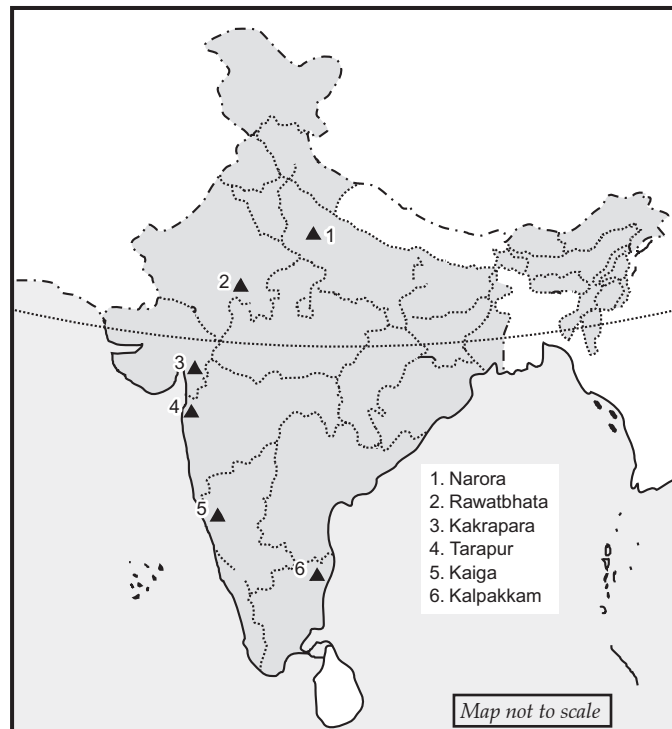 1
2
3
4
5
6
1. Narora
2. Rawatbhata
3. Kakrapara
4. Tarapur
5. Kaiga
6. Kalpakkam
Map not to scale